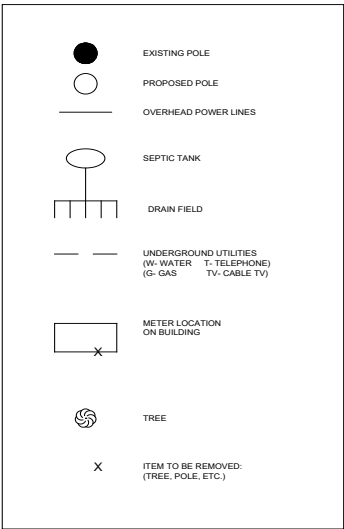 EXISTING POLE
PROPOSED POLE
OVERHEAD POWER LINES
SEPTIC TANK
DRAIN FIELD
UNDERGROUND UTILITIES
(W- WATER T- TELEPHONE)
(G- GAS TV- CABLE TV)
METER LOCATION
ON BUILDING
X
TREE
X ITEM TO BE REMOVED:
(TREE, POLE, ETC.)